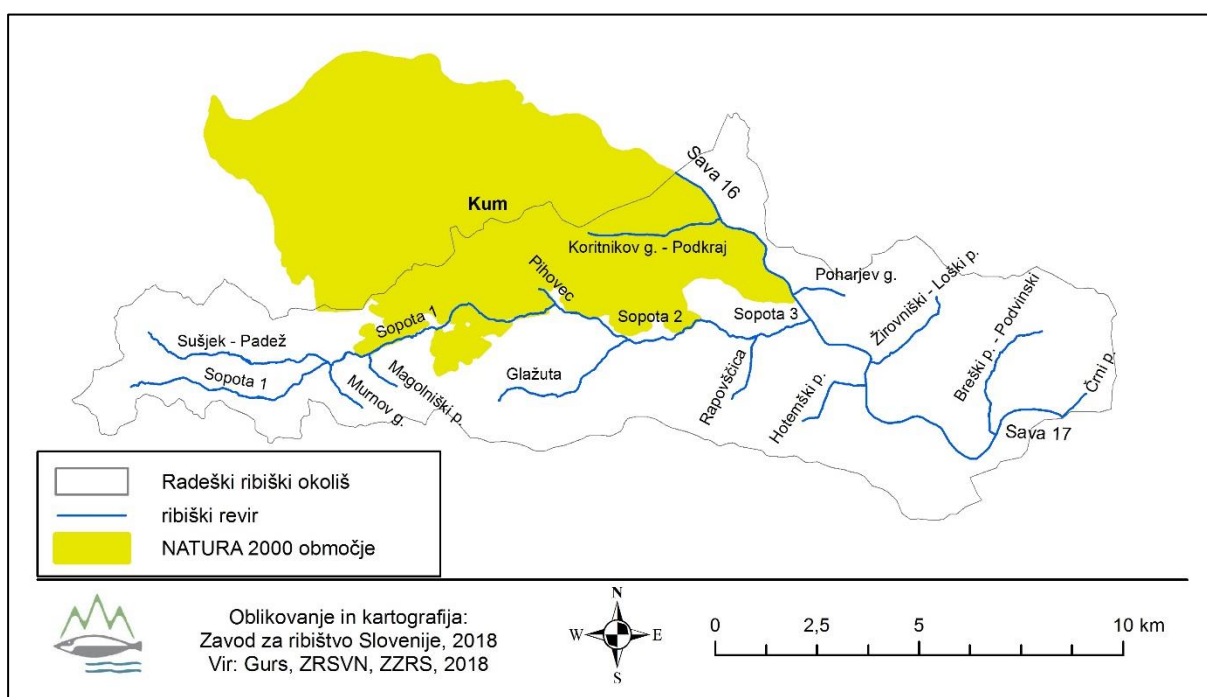 Sava 16
Kum
Koritnikov g. - Podkraj
Pihovec
Poharjev g.
Žirovniški - Loški p.
Sopota 1
Sopota 2
Sopota 3
Breški p. - Podvinski
Sušjek - Padež
Črni p.
Sopota 1
Magolniški p.
Murnov g.
Glažuta
Rapovščica
Hotemški p.
Sava 17
Radeški ribiški okoliš
ribiški revir
NATURA 2000 območje
Oblikovanje in kartografija:
Zavod za ribištvo Slovenije, 2018
Vir: Gurs, ZRSVN, ZZRS, 2018
N
W E
S
0 2,5 5 10 km